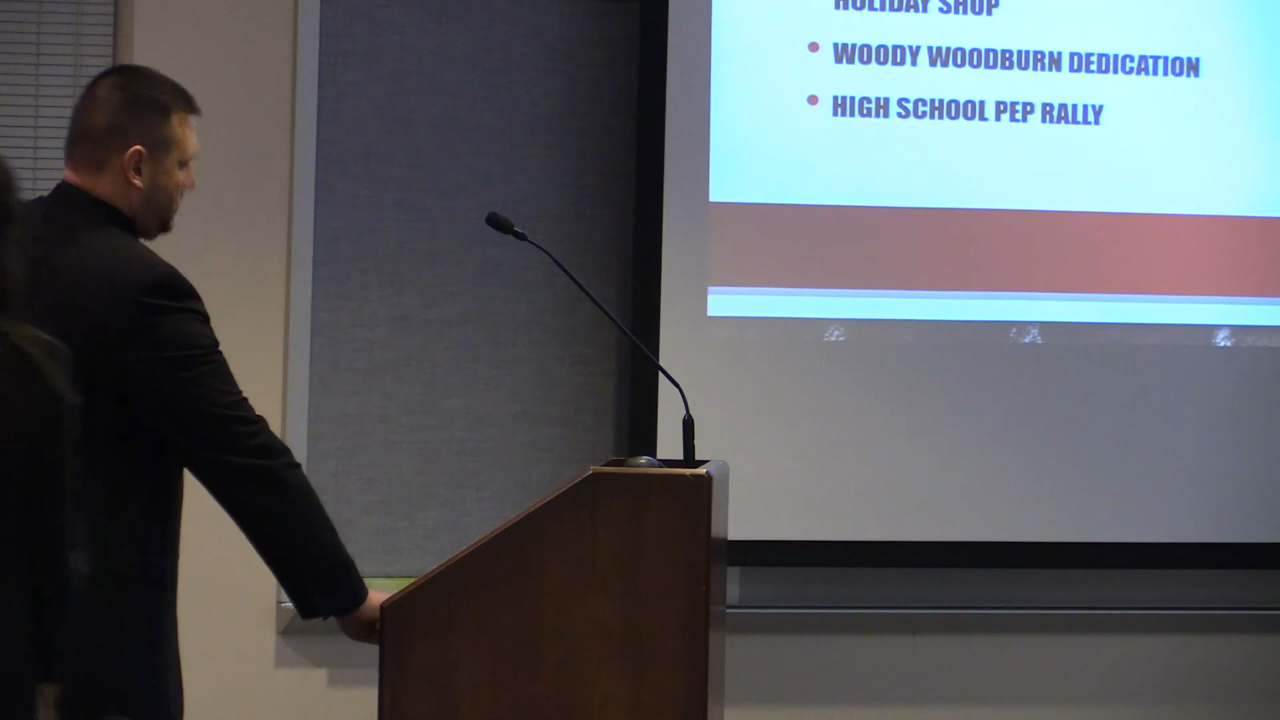 HOLIDAY SHOP
WOODY WOODBURN DEDICATION
HIGH SCHOOL PEP RALLY